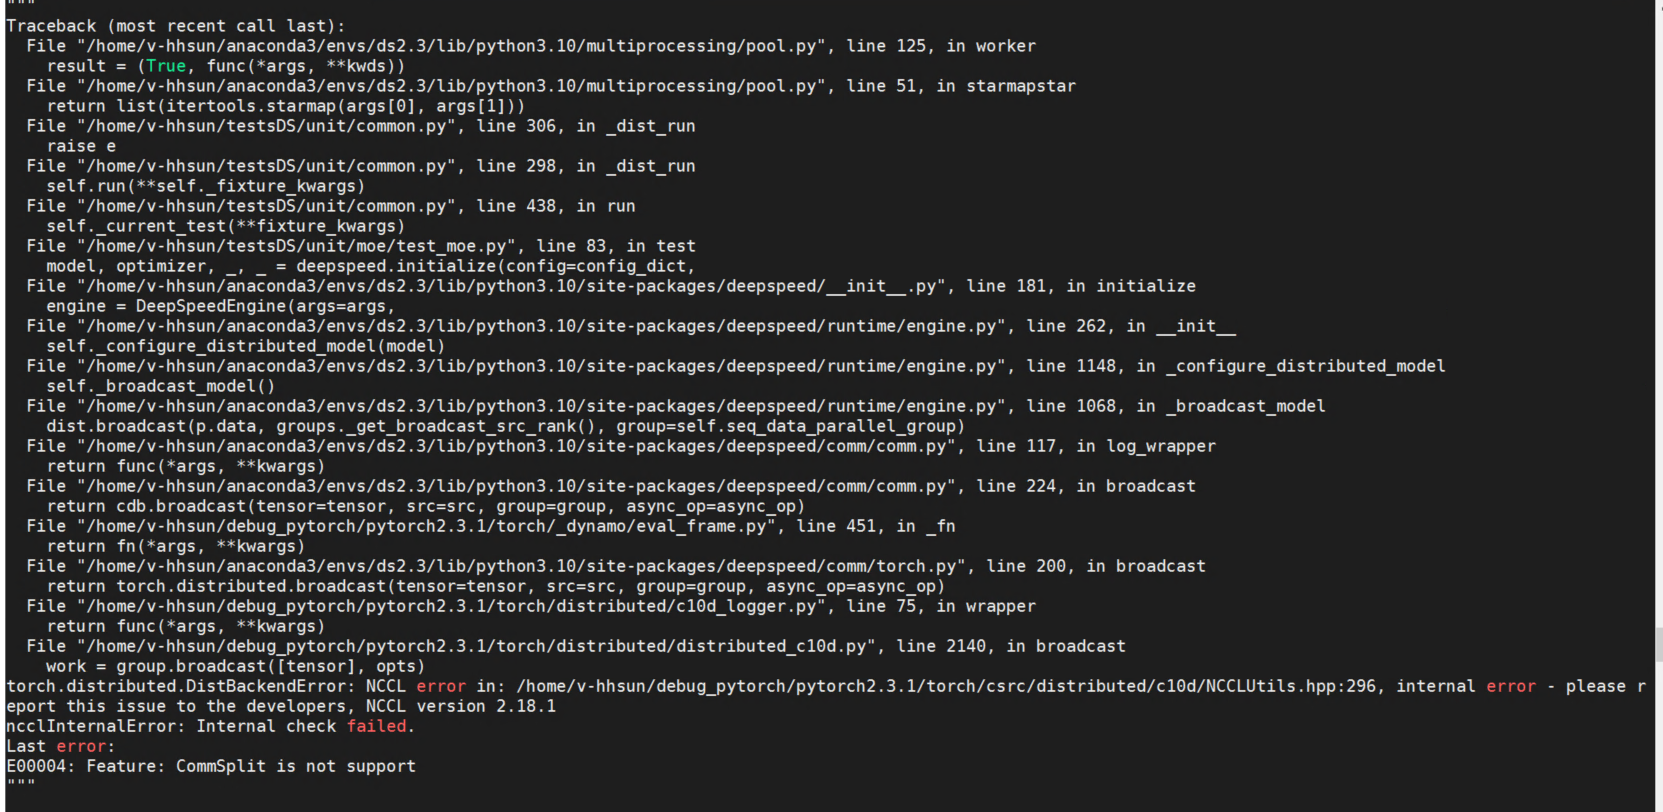 """
Traceback (most recent call last):
  File "/home/v-hhsun/anaconda3/envs/ds2.3/lib/python3.10/multiprocessing/pool.py", line 125, in worker
    result = (True, func(*args, **kwds))
  File "/home/v-hhsun/anaconda3/envs/ds2.3/lib/python3.10/multiprocessing/pool.py", line 51, in starmapstar
    return list(itertools.starmap(args[0], args[1]))
  File "/home/v-hhsun/testsDS/unit/common.py", line 306, in _dist_run
    raise e
  File "/home/v-hhsun/testsDS/unit/common.py", line 298, in _dist_run
    self.run(**self._fixture_kwargs)
  File "/home/v-hhsun/testsDS/unit/common.py", line 438, in run
    self._current_test(**fixture_kwargs)
  File "/home/v-hhsun/testsDS/unit/moe/test_moe.py", line 83, in test
    model, optimizer, _, _ = deepspeed.initialize(config=config_dict,
  File "/home/v-hhsun/anaconda3/envs/ds2.3/lib/python3.10/site-packages/deepspeed/__init__.py", line 181, in initialize
    engine = DeepSpeedEngine(args=args,
  File "/home/v-hhsun/anaconda3/envs/ds2.3/lib/python3.10/site-packages/deepspeed/runtime/engine.py", line 262, in __init__
    self._configure_distributed_model(model)
  File "/home/v-hhsun/anaconda3/envs/ds2.3/lib/python3.10/site-packages/deepspeed/runtime/engine.py", line 1148, in _configure_distributed_model
    self._broadcast_model()
  File "/home/v-hhsun/anaconda3/envs/ds2.3/lib/python3.10/site-packages/deepspeed/runtime/engine.py", line 1068, in _broadcast_model
    dist.broadcast(p.data, groups._get_broadcast_src_rank(), group=self.seq_data_parallel_group)
  File "/home/v-hhsun/anaconda3/envs/ds2.3/lib/python3.10/site-packages/deepspeed/comm/comm.py", line 117, in log_wrapper
    return func(*args, **kwargs)
  File "/home/v-hhsun/anaconda3/envs/ds2.3/lib/python3.10/site-packages/deepspeed/comm/comm.py", line 224, in broadcast
    return cdb.broadcast(tensor=tensor, src=src, group=group, async_op=async_op)
  File "/home/v-hhsun/debug_pytorch/pytorch2.3.1/torch/_dynamo/eval_frame.py", line 451, in _fn
    return fn(*args, **kwargs)
  File "/home/v-hhsun/anaconda3/envs/ds2.3/lib/python3.10/site-packages/deepspeed/comm/torch.py", line 200, in broadcast
    return torch.distributed.broadcast(tensor=tensor, src=src, group=group, async_op=async_op)
  File "/home/v-hhsun/debug_pytorch/pytorch2.3.1/torch/distributed/c10d_logger.py", line 75, in wrapper
    return func(*args, **kwargs)
  File "/home/v-hhsun/debug_pytorch/pytorch2.3.1/torch/distributed/distributed_c10d.py", line 2140, in broadcast
    work = group.broadcast([tensor], opts)
torch.distributed.DistBackendError: NCCL error in: /home/v-hhsun/debug_pytorch/pytorch2.3.1/torch/csrc/distributed/c10d/NCCLUtils.hpp:296, internal error - please r
eport this issue to the developers, NCCL version 2.18.1
ncclInternalError: Internal check failed.
Last error:
E00004: Feature: CommSplit is not support
"""